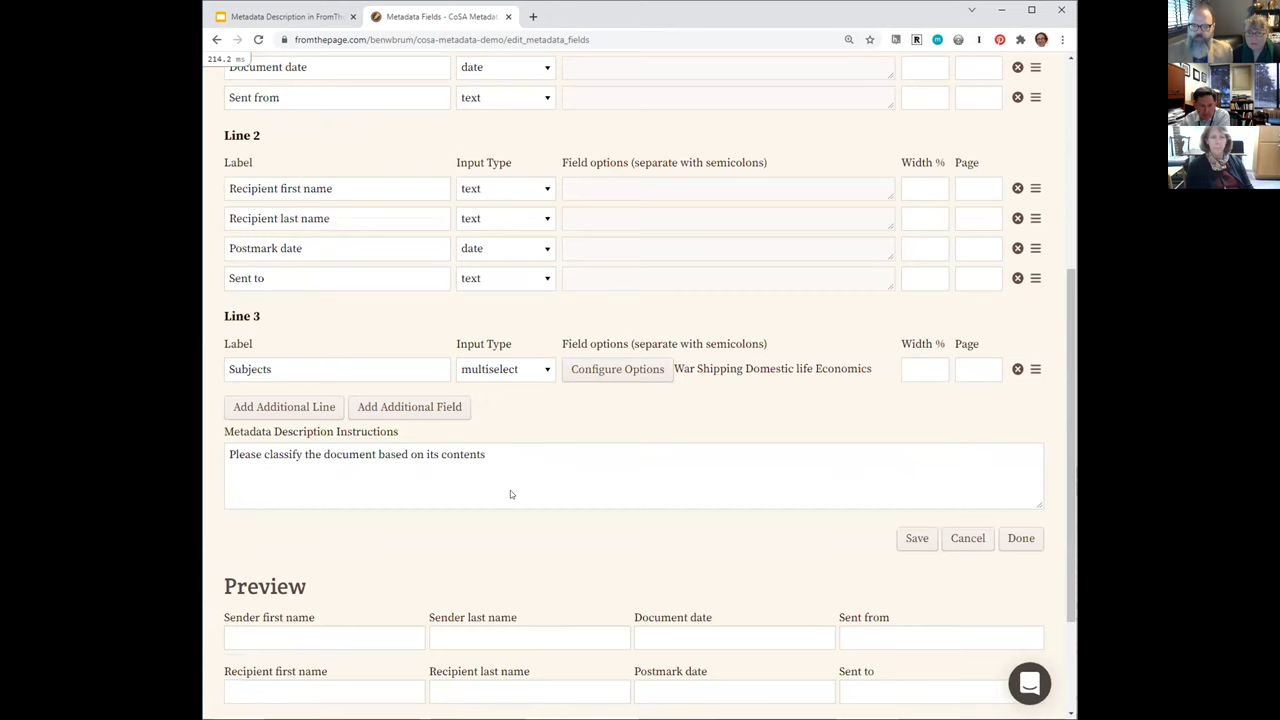 Metadata Description in FromTh
Metadata Fields - CoSA Metadat
fromthepage.com/benwbrum/cosa-metadata-demo/edit_metadata_fields
214.2 ms
Document date date
Sent from text
Line 2
Label Input Type Field options (separate with semicolons) Width % Page
Recipient first name text
Recipient last name text
Postmark date date
Sent to text
Line 3
Label Input Type Field options (separate with semicolons) Width % Page
Subjects multiselect Configure Options War Shipping Domestic life Economics
Add Additional Line Add Additional Field
Metadata Description Instructions
Please classify the document based on its contents
Save Cancel Done
Preview
Sender first name Sender last name Document date Sent from
Recipient first name Recipient last name Postmark date Sent to